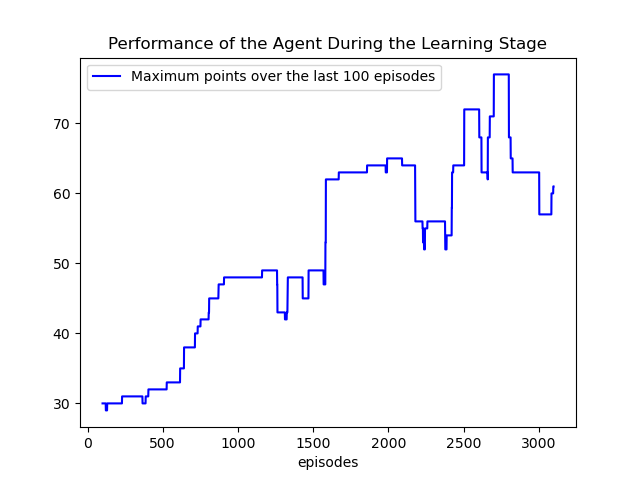 Performance of the Agent During the Learning Stage
Maximum points over the last 100 episodes
70
60
50
40
30
0 500 1000 1500 2000 2500 3000
episodes